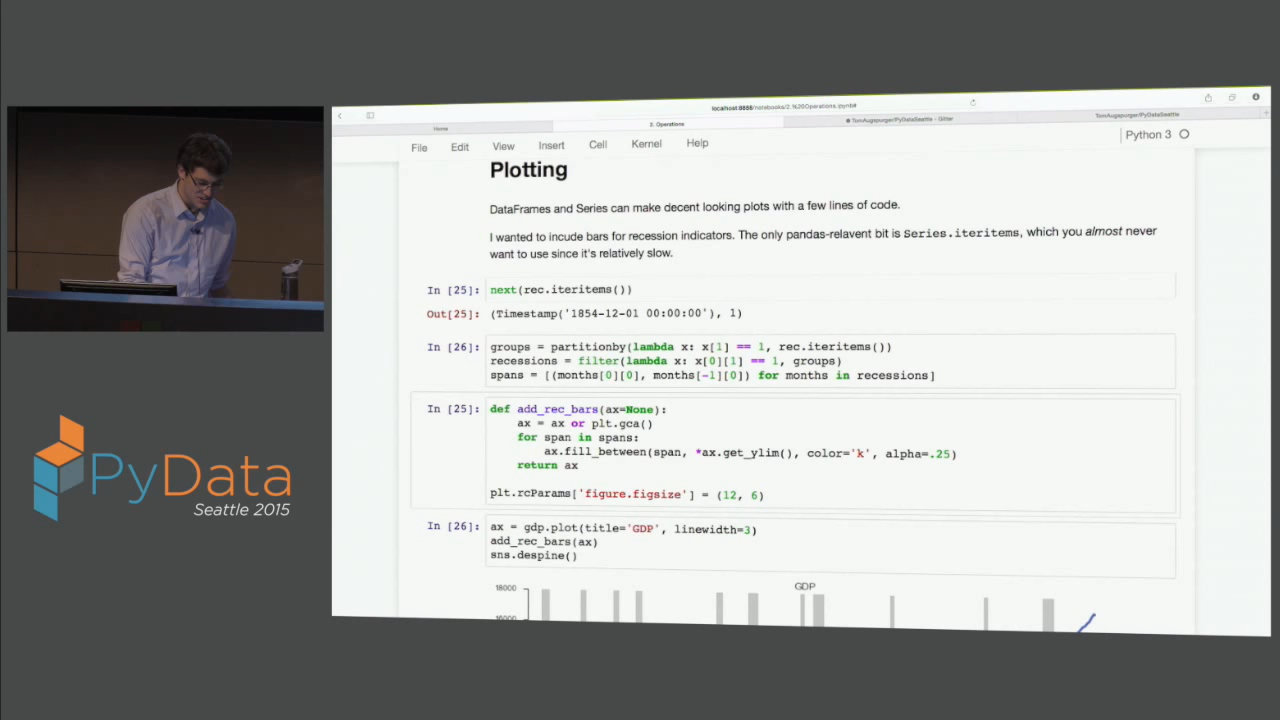 localhost:8888/notebooks/2.%20Operations.ipynb#
Home
2. Operations
TomAugspurger/PyDataSeattle - Gitter
TomAugspurger/PyDataSeattle
File Edit View Insert Cell Kernel Help
Python 3
Plotting
DataFrames and Series can make decent looking plots with a few lines of code.
I wanted to incude bars for recession indicators. The only pandas-relavent bit is Series.iteritems, which you almost never
want to use since it's relatively slow.
In [25]: next(rec.iteritems())
Out[25]: (Timestamp('1854-12-01 00:00:00'), 1)
In [26]: groups = partitionby(lambda x: x[1] == 1, rec.iteritems())
recessions = filter(lambda x: x[0][1] == 1, groups)
spans = [(months[0][0], months[-1][0]) for months in recessions]
In [25]: def add_rec_bars(ax=None):
ax = ax or plt.gca()
for span in spans:
ax.fill_between(span, *ax.get_ylim(), color='k', alpha=.25)
return ax
plt.rcParams['figure.figsize'] = (12, 6)
In [26]: ax = gdp.plot(title='GDP', linewidth=3)
add_rec_bars(ax)
sns.despine()
GDP
18000
16000
PyData
Seattle 2015